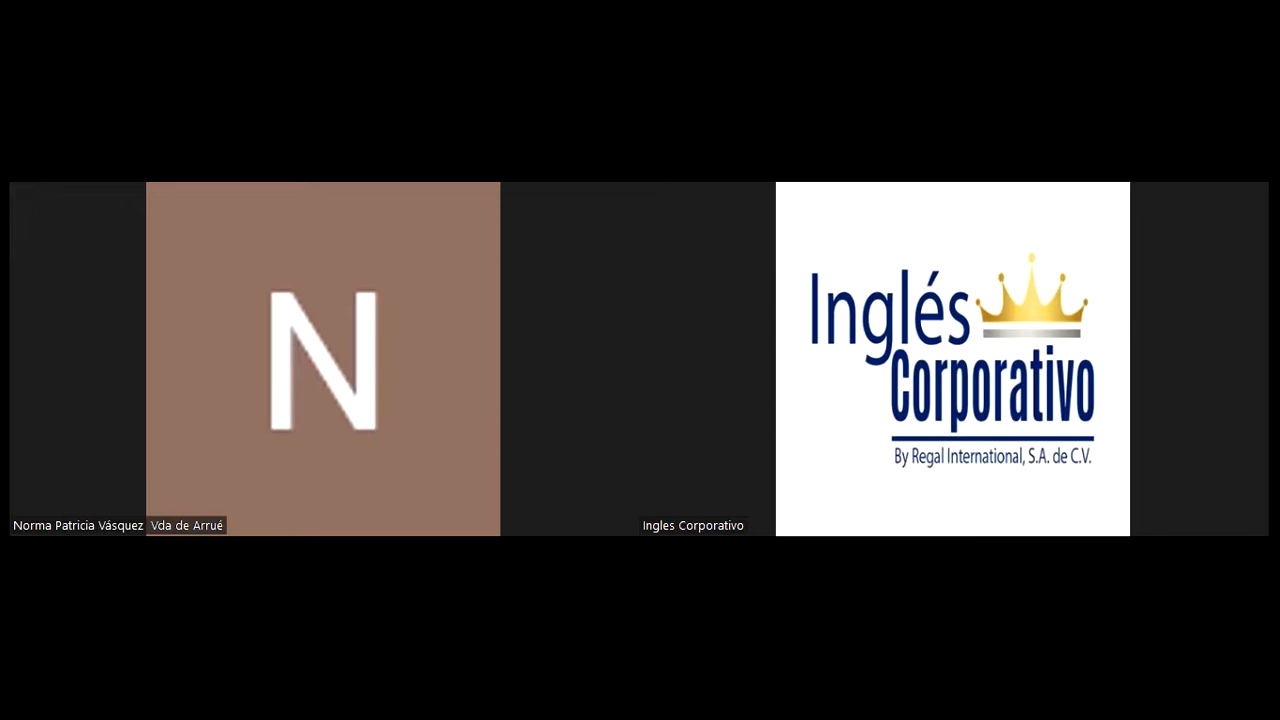 N
Norma Patricia Vásquez Vda de Arrué
Inglés
Corporativo
By Regal International, S.A. de C.V.
Ingles Corporativo